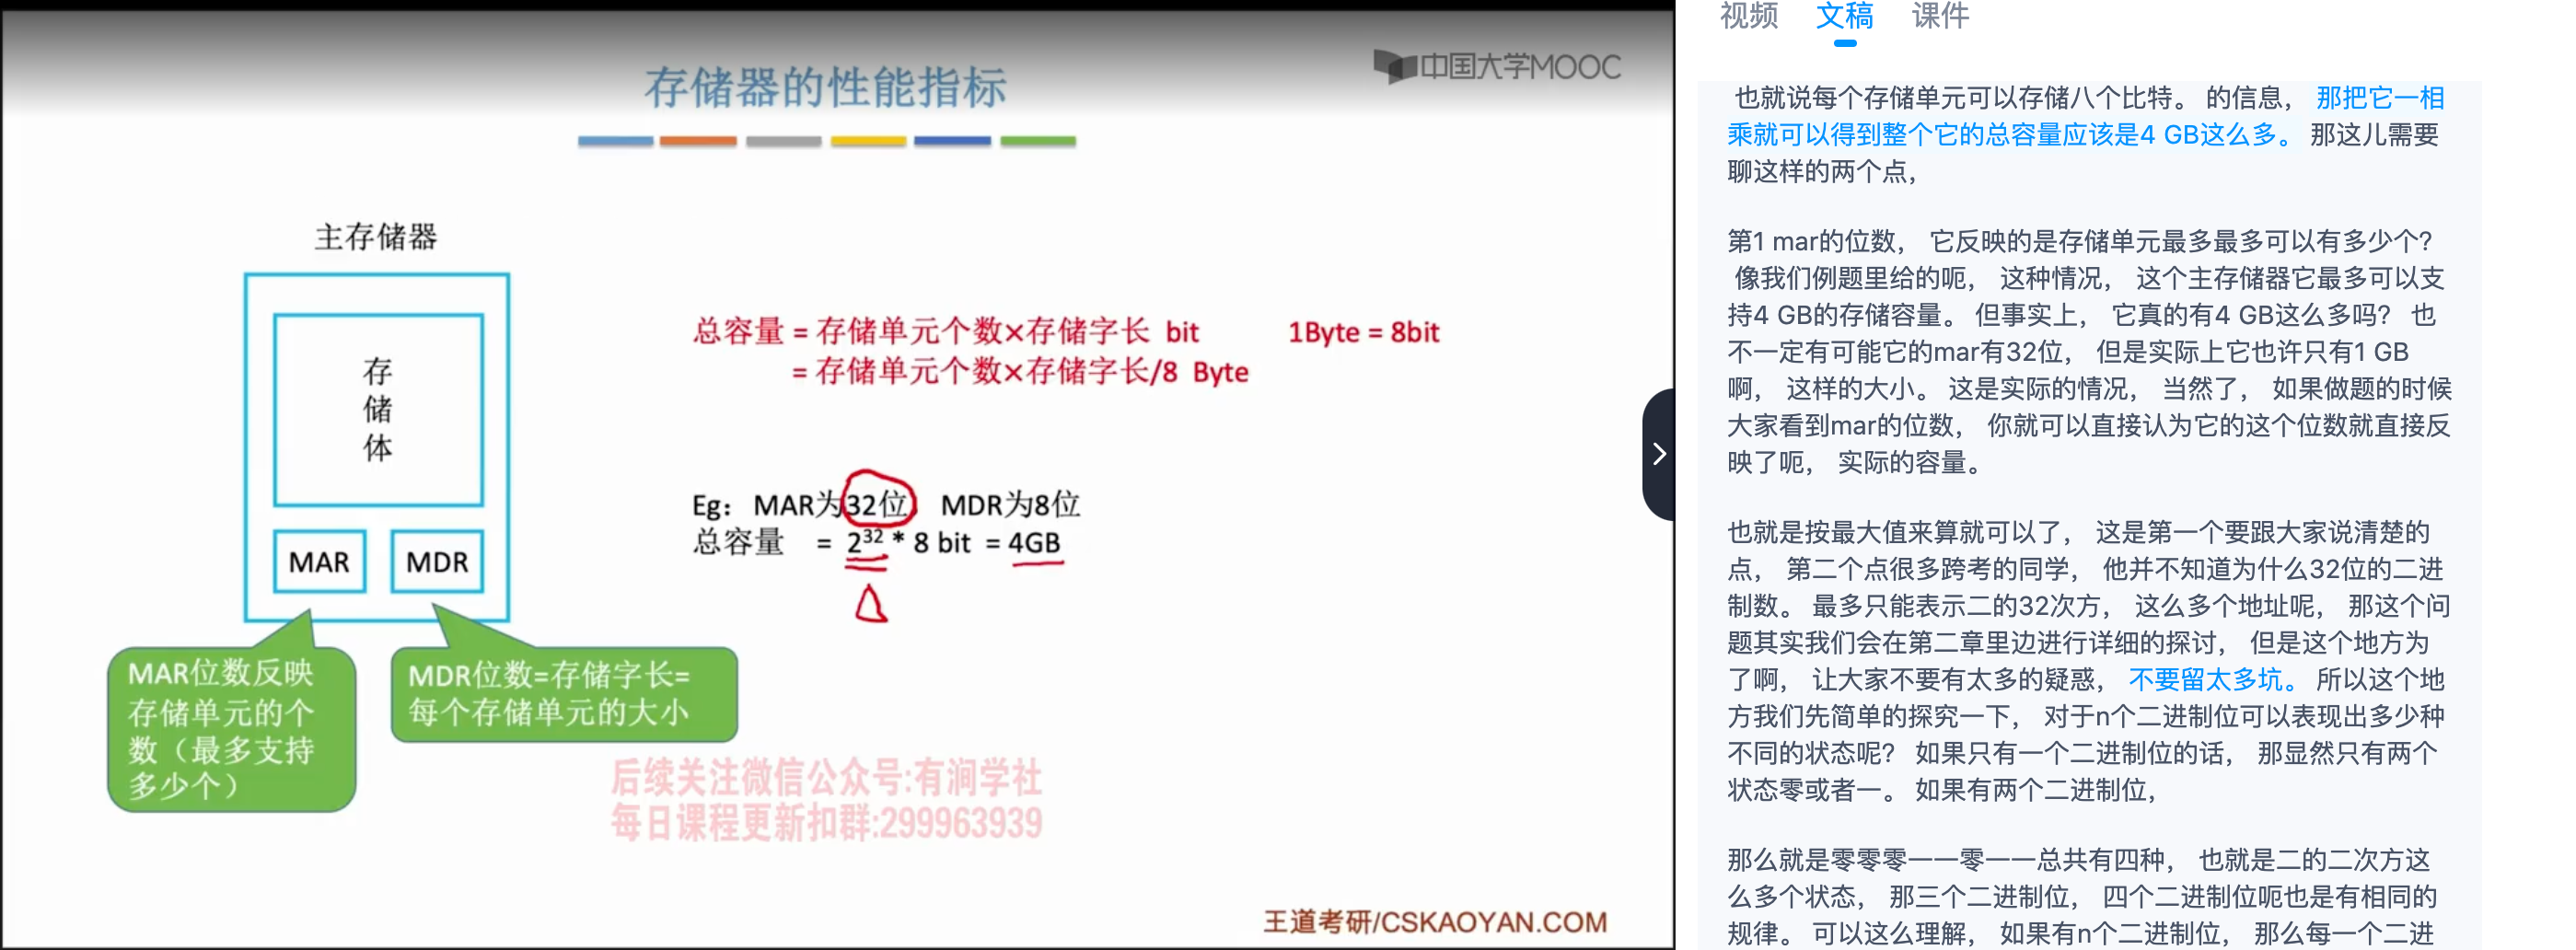 存储器的性能指标
中国大学MOOC
主存储器
存
储
体
MAR
MDR
MAR位数反映
存储单元的个
数（最多支持
多少个）
MDR位数=存储字长=
每个存储单元的大小
总容量 = 存储单元个数×存储字长 bit 1Byte = 8bit
= 存储单元个数×存储字长/8 Byte
Eg： MAR为32位 MDR为8位
总容量 = 2³² * 8 bit = 4GB
后续关注微信公众号:有涧学社
每日课程更新扣群:299963939
王道考研/CSKAOYAN.COM
视频 文稿 课件
也就说每个存储单元可以存储八个比特。 的信息， 那把它一相
乘就可以得到整个它的总容量应该是4 GB这么多。 那这儿需要
聊这样的两个点，
第1 mar的位数， 它反映的是存储单元最多最多可以有多少个？
像我们例题里给的呃， 这种情况， 这个主存储器它最多可以支
持4 GB的存储容量。 但事实上， 它真的有4 GB这么多吗？ 也
不一定有可能它的mar有32位， 但是实际上它也许只有1 GB
啊， 这样的大小。 这是实际的情况， 当然了， 如果做题的时候
大家看到mar的位数， 你就可以直接认为它的这个位数就直接反
映了呃， 实际的容量。
也就是按最大值来算就可以了， 这是第一个要跟大家说清楚的
点， 第二个点很多跨考的同学， 他并不知道为什么32位的二进
制数。 最多只能表示二的32次方， 这么多个地址呢， 那这个问
题其实我们会在第二章里边进行详细的探讨， 但是这个地方为
了啊， 让大家不要有太多的疑惑， 不要留太多坑。 所以这个地
方我们先简单的探究一下， 对于n个二进制位可以表现出多少种
不同的状态呢？ 如果只有一个二进制位的话， 那显然只有两个
状态零或者一。 如果有两个二进制位，
那么就是零零零一一零一一总共有四种， 也就是二的二次方这
么多个状态， 那三个二进制位， 四个二进制位呃也是有相同的
规律。 可以这么理解， 如果有n个二进制位， 那么每一个二进